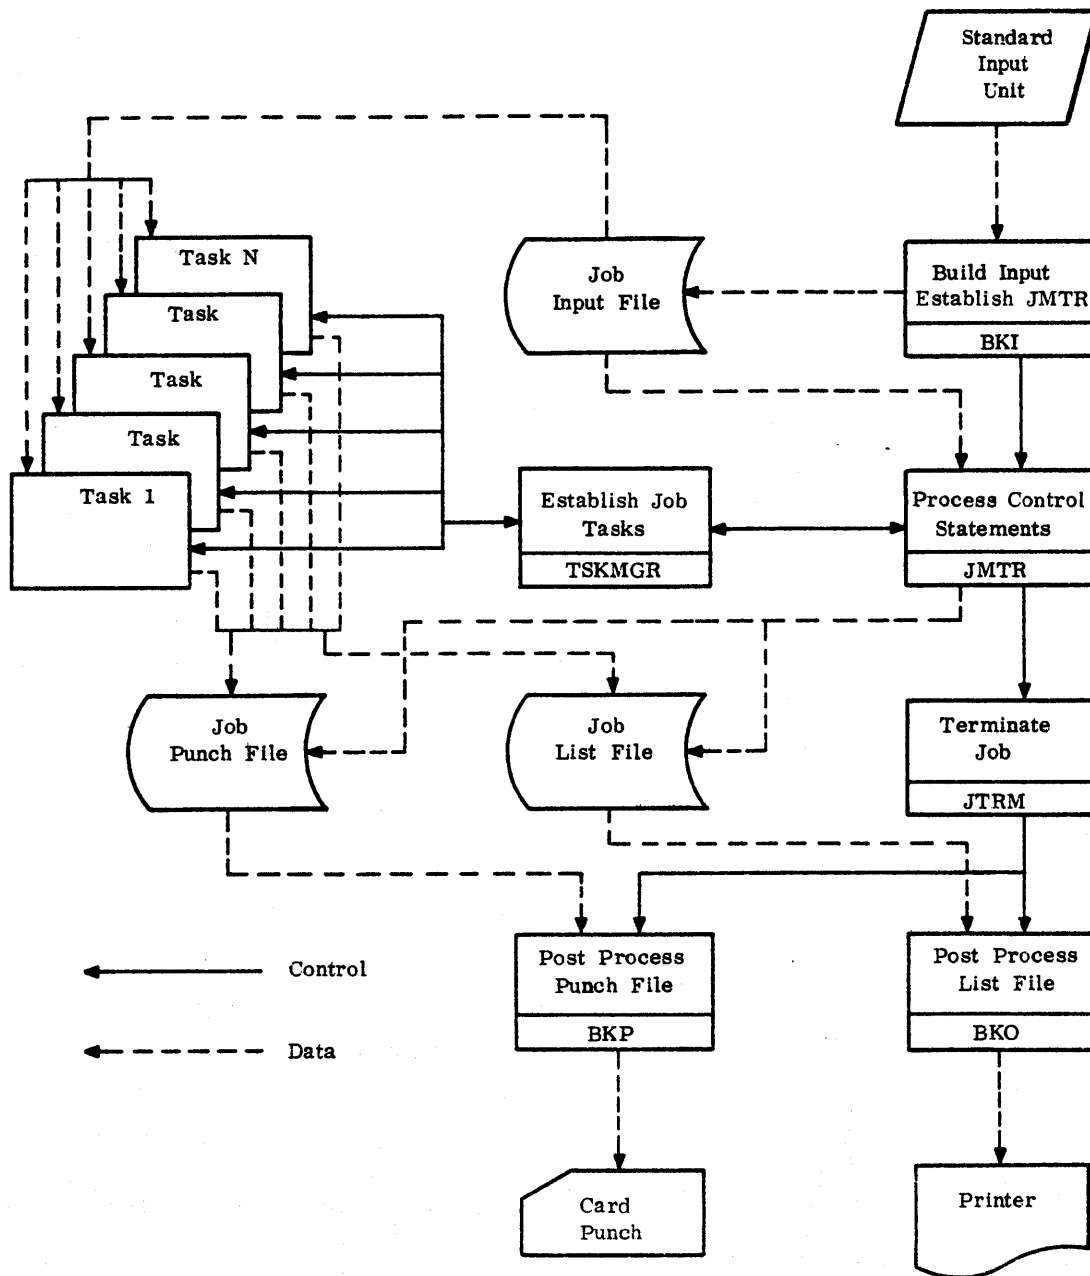 Standard
Input
Unit
Task N
Task
Task
Task
Task 1
Job
Input File
Build Input
Establish JMTR
BKI
Establish Job
Tasks
TSKMGR
Process Control
Statements
JMTR
Job
Punch File
Job
List File
Terminate
Job
JTRM
Control
Data
Post Process
Punch File
BKP
Post Process
List File
BKO
Card
Punch
Printer